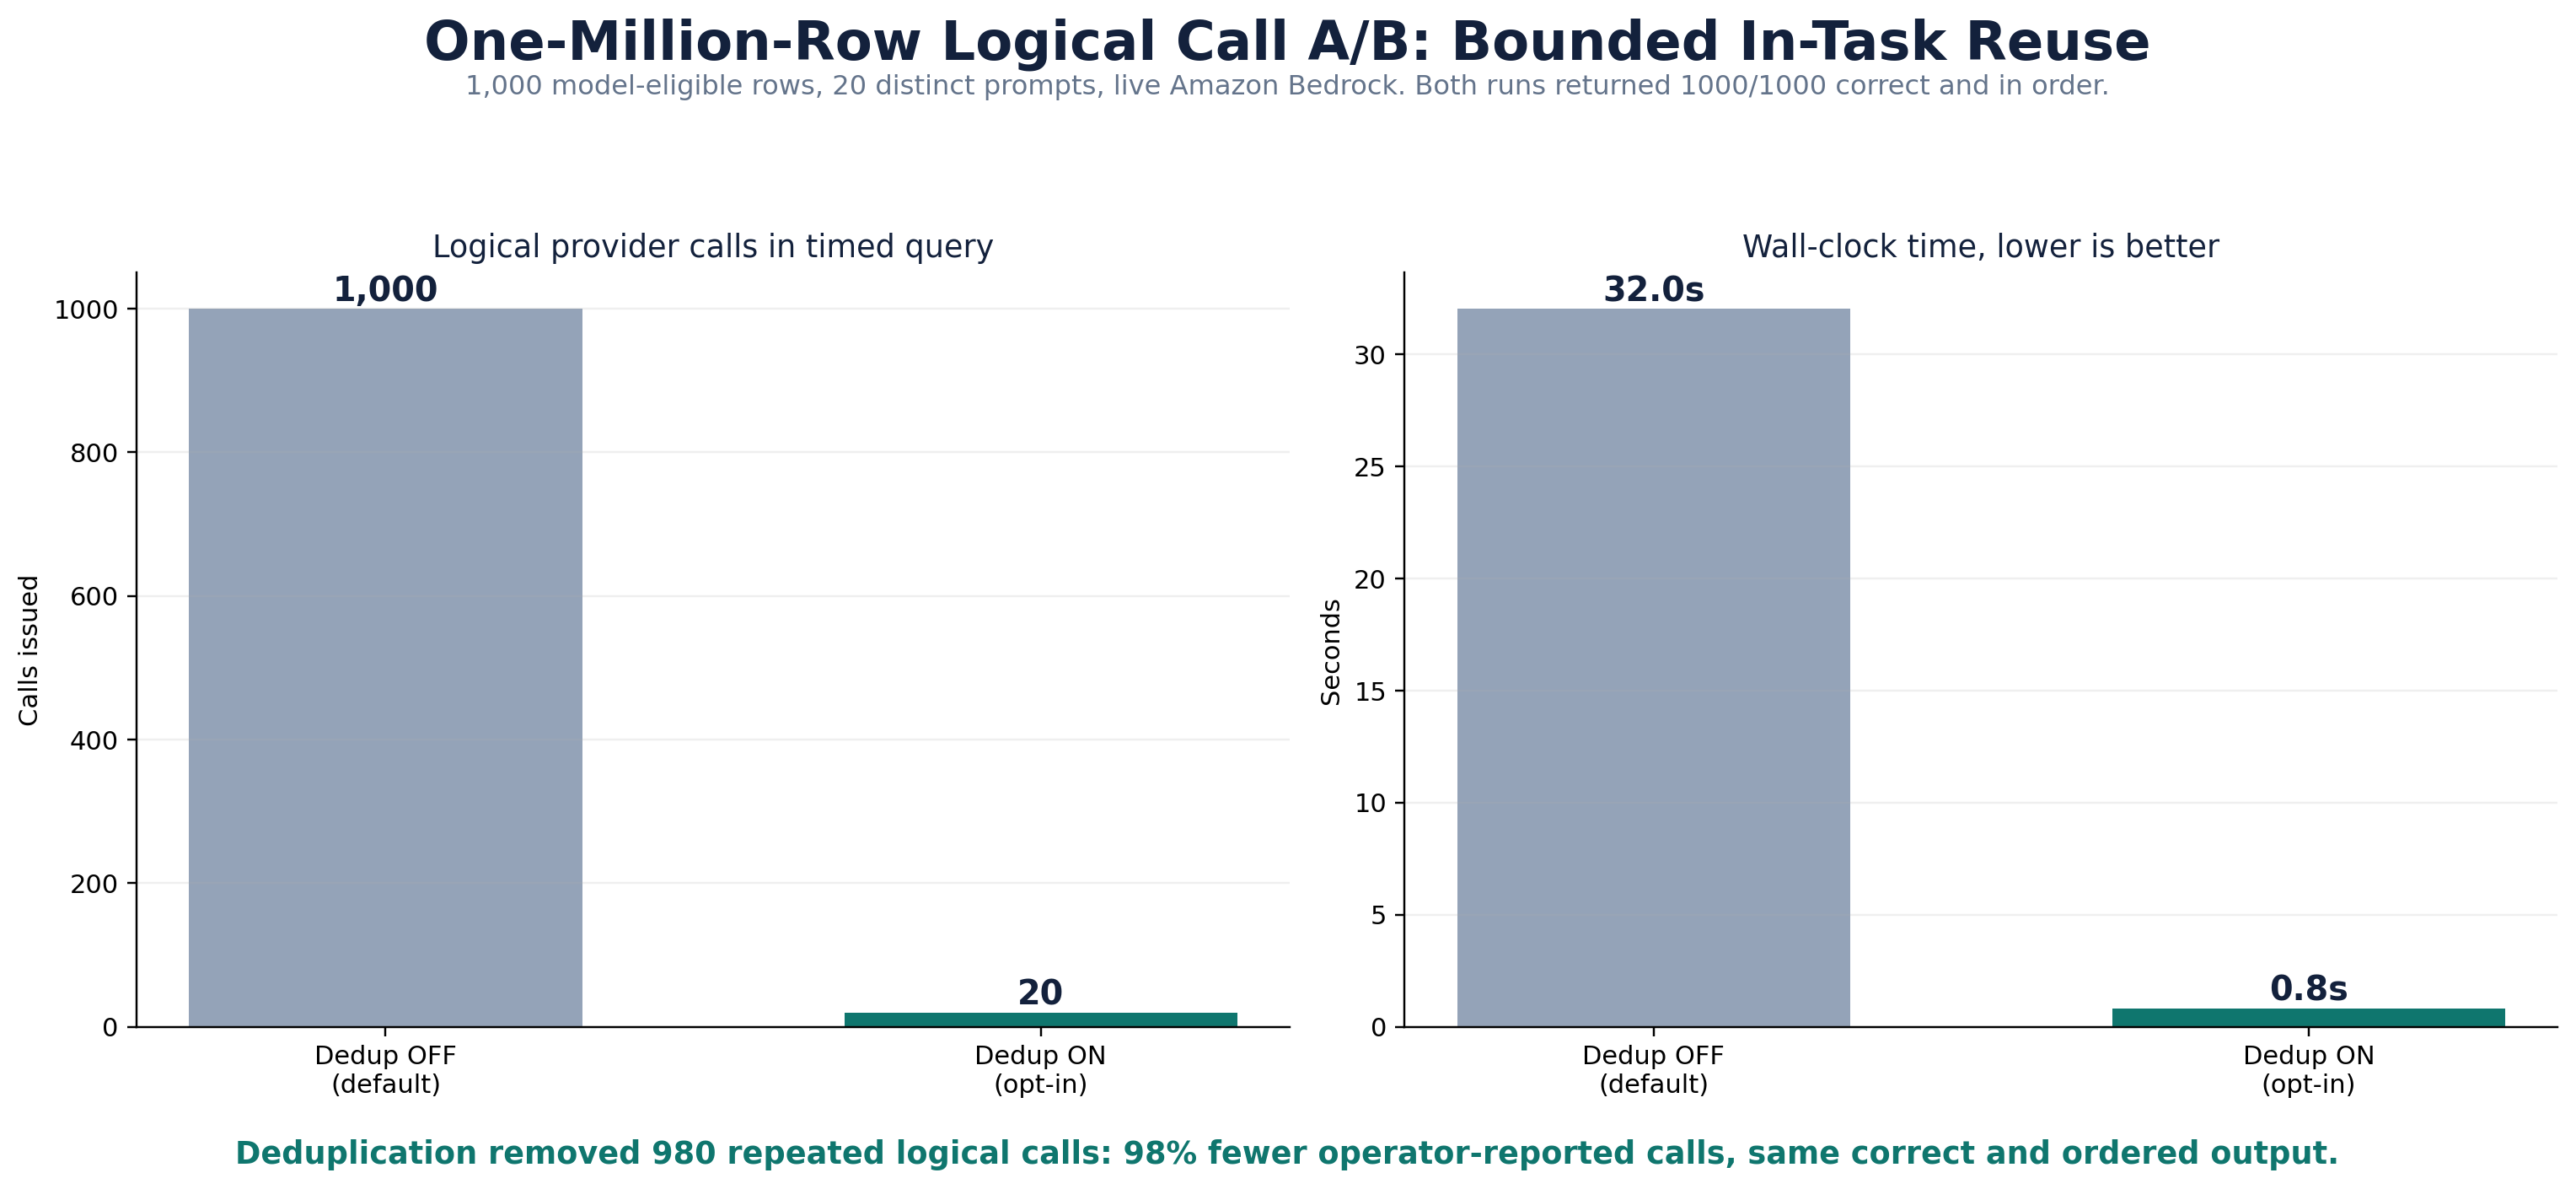 One-Million-Row Logical Call A/B: Bounded In-Task Reuse
1,000 model-eligible rows, 20 distinct prompts, live Amazon Bedrock. Both runs returned 1000/1000 correct and in order.
Logical provider calls in timed query
1,000
20
Calls issued
1000
800
600
400
200
0
Dedup OFF
(default)
Dedup ON
(opt-in)
Wall-clock time, lower is better
32.0s
0.8s
Seconds
30
25
20
15
10
5
0
Dedup OFF
(default)
Dedup ON
(opt-in)
Deduplication removed 980 repeated logical calls: 98% fewer operator-reported calls, same correct and ordered output.